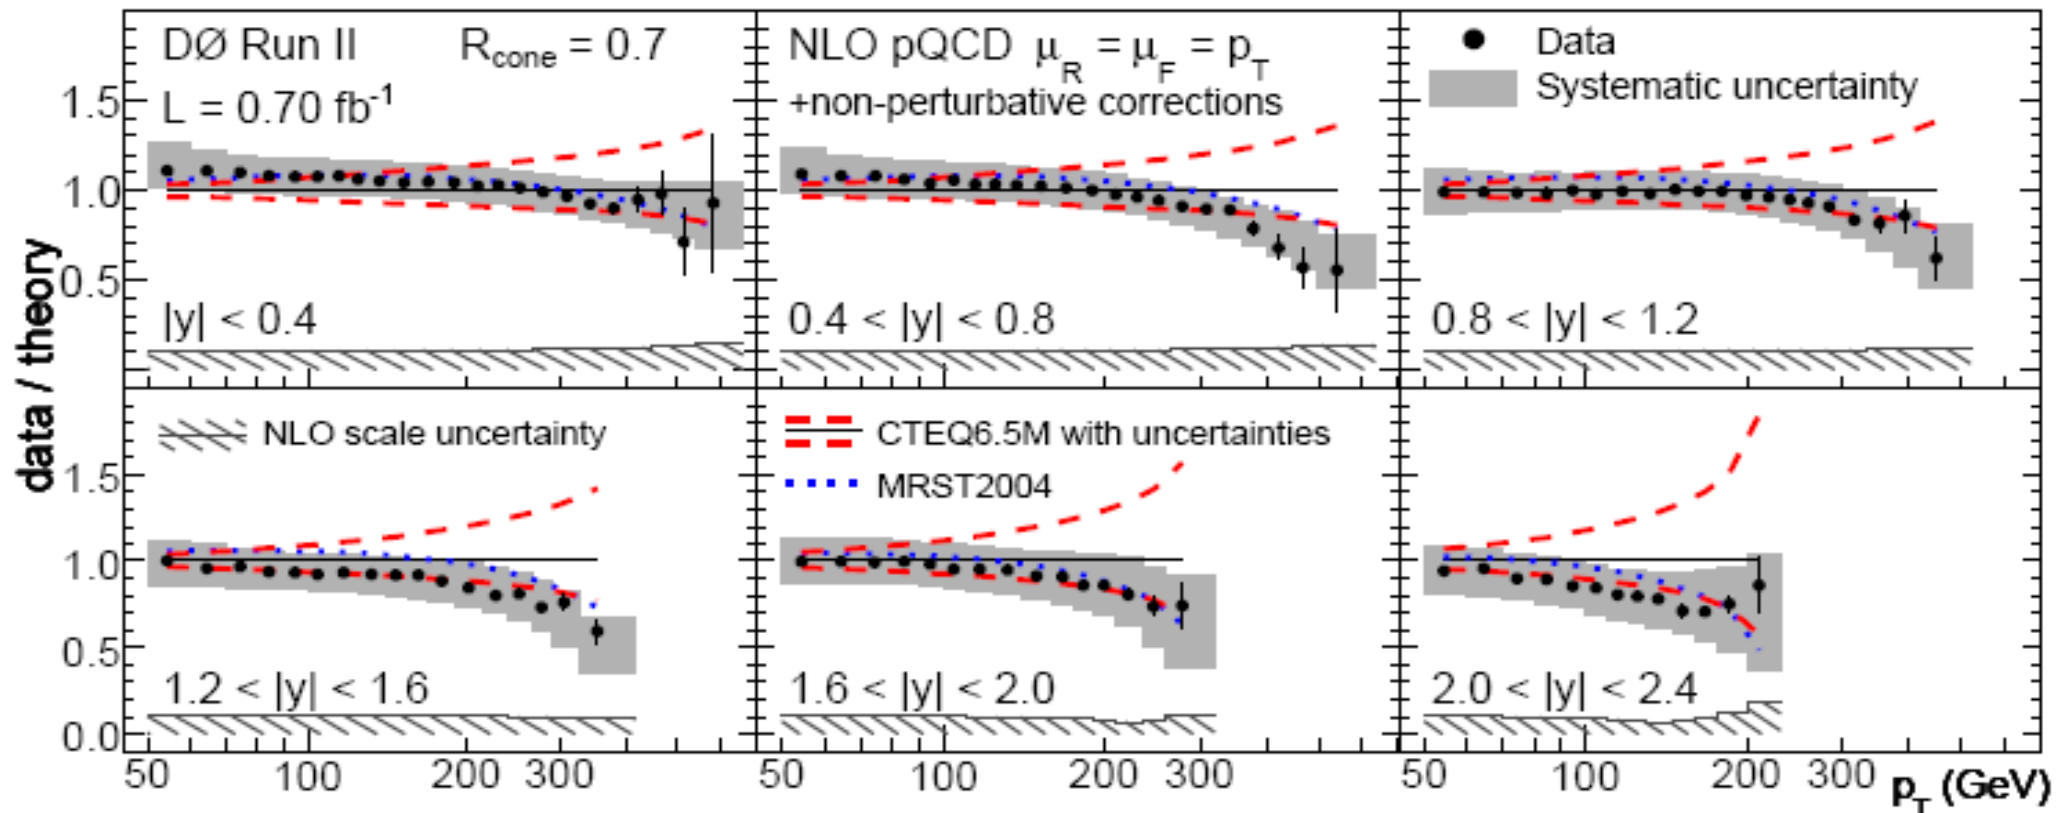 DØ Run II R_cone = 0.7
L = 0.70 fb⁻¹
NLO pQCD μ_R = μ_F = p_T
+non-perturbative corrections
Data
Systematic uncertainty
1.5
1.0
0.5
|y| < 0.4
0.4 < |y| < 0.8
0.8 < |y| < 1.2
data / theory
NLO scale uncertainty
CTEQ6.5M with uncertainties
MRST2004
1.5
1.0
0.5
0.0
1.2 < |y| < 1.6
1.6 < |y| < 2.0
2.0 < |y| < 2.4
50 100 200 300 50 100 200 300 50 100 200 300 p_T (GeV)